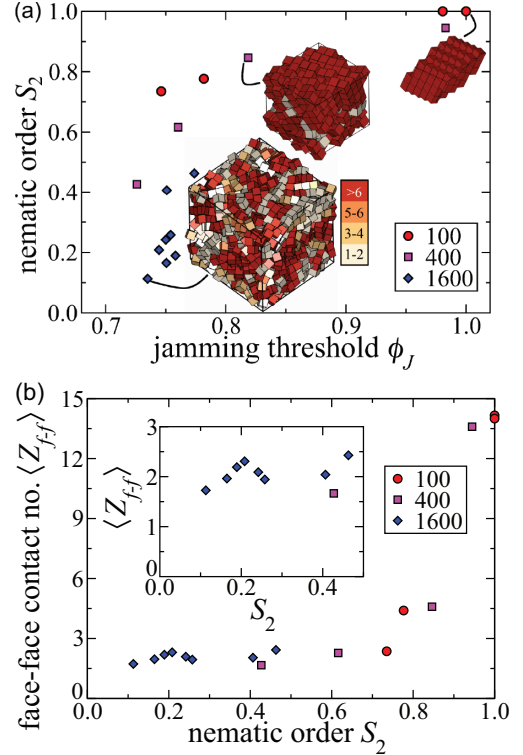 (a)
nematic order S₂
1.0
0.8
0.6
0.4
0.2
0.0
>6
5-6
3-4
1-2
100
400
1600
0.7 0.8 0.9 1.0
jamming threshold ϕ_J
(b)
face-face contact no. ⟨Z_f-f⟩
15
12
9
6
3
0
⟨Z_f-f⟩
3
2
1
0
0.0 0.2 0.4
S₂
100
400
1600
0.0 0.2 0.4 0.6 0.8 1.0
nematic order S₂